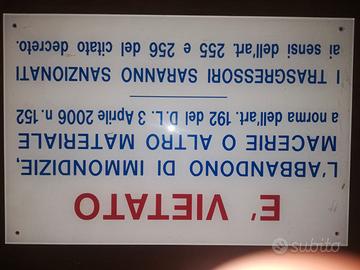 E' VIETATO
L'ABBANDONO DI IMMONDIZIE,
MACERIE O ALTRO MATERIALE
a norma dell'art. 192 del D.L. 3 Aprile 2006 n.152
I TRASGRESSORI SARANNO SANZIONATI
ai sensi dell'art. 255 e 256 del citato decreto.
subito